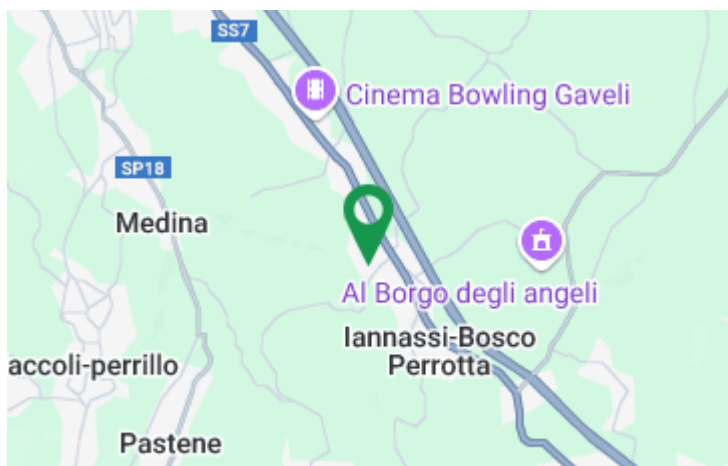 SS7
Cinema Bowling Gaveli
SP18
Medina
Al Borgo degli angeli
Iannassi-Bosco
Perrotta
accoli-perrillo
Pastene